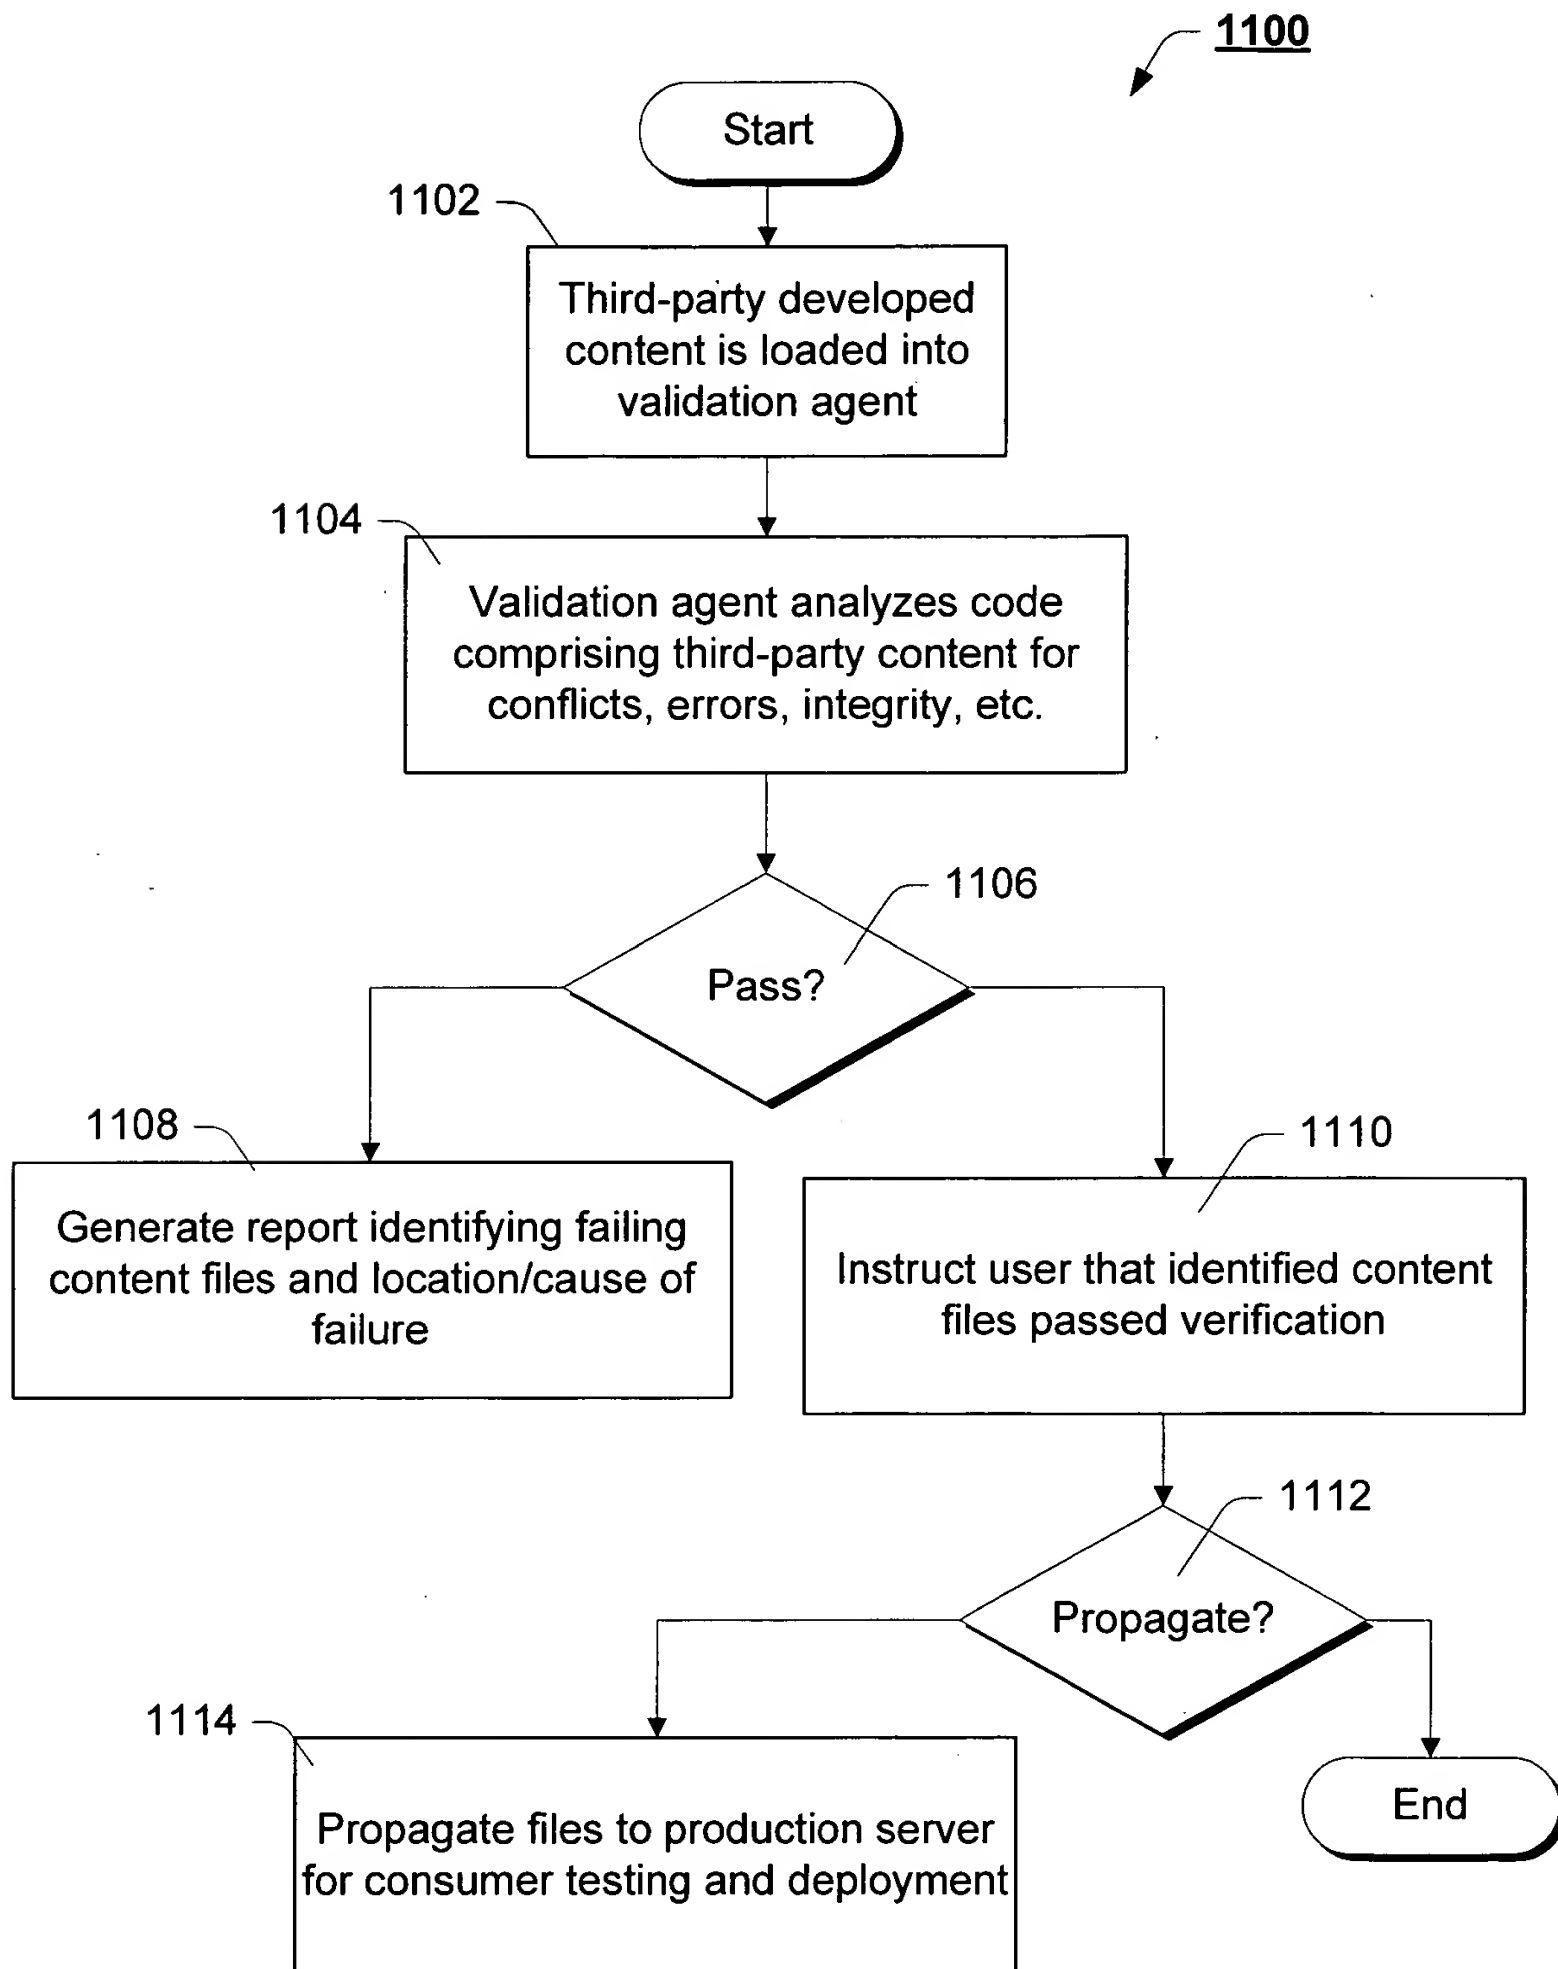 1100
Start
1102
Third-party developed
content is loaded into
validation agent
1104
Validation agent analyzes code
comprising third-party content for
conflicts, errors, integrity, etc.
1106
Pass?
1108
Generate report identifying failing
content files and location/cause of
failure
1110
Instruct user that identified content
files passed verification
1112
Propagate?
1114
Propagate files to production server
for consumer testing and deployment
End